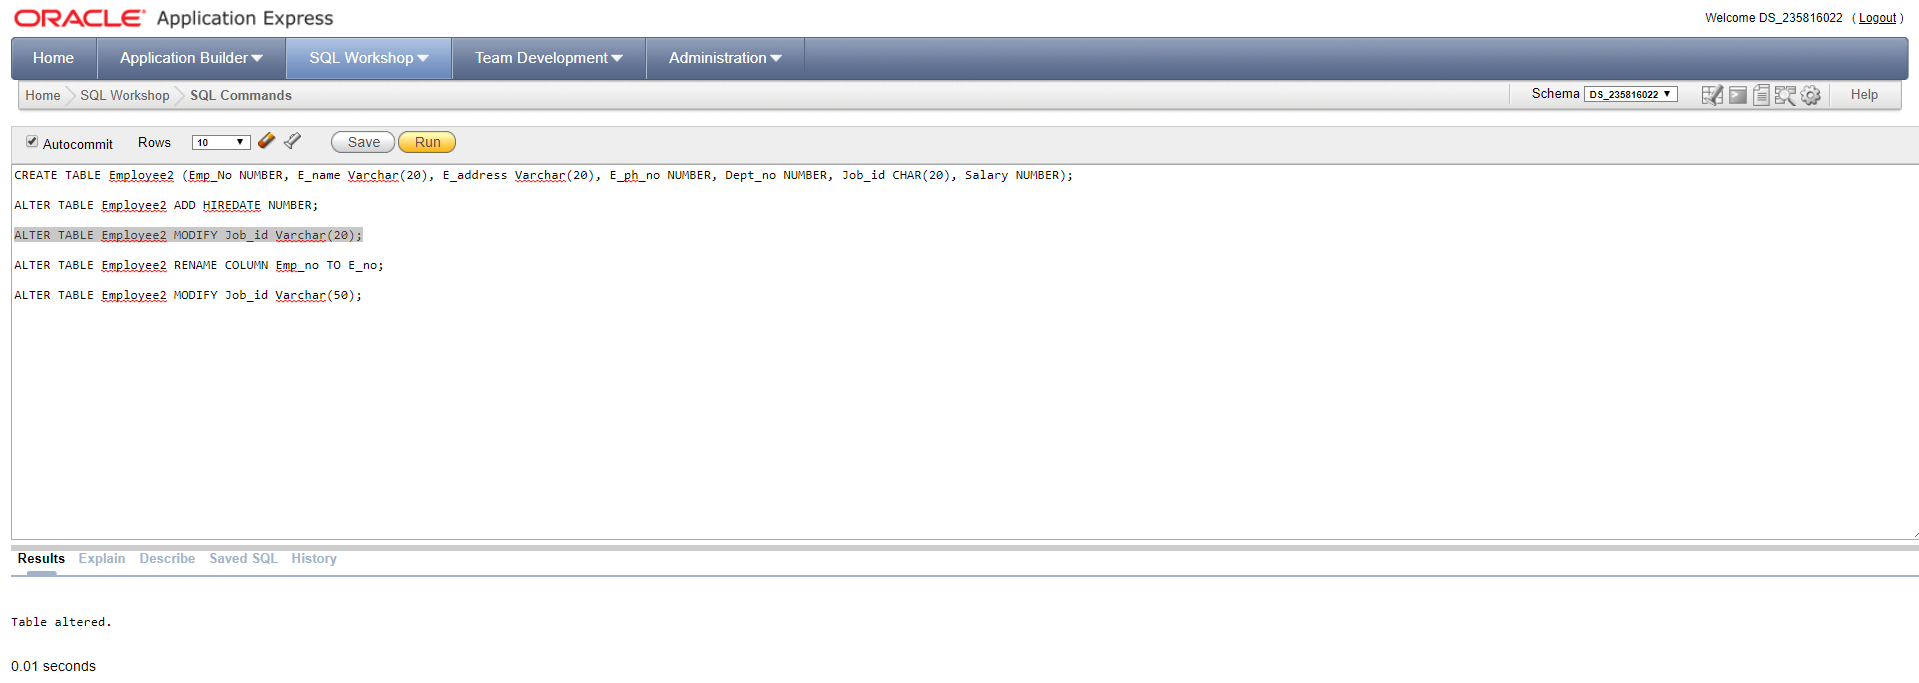 ORACLE Application Express
Welcome DS_235816022 ( Logout )
Home Application Builder SQL Workshop Team Development Administration
Home SQL Workshop SQL Commands Schema DS_235816022 Help
Autocommit Rows 10 Save Run
CREATE TABLE Employee2 (Emp_No NUMBER, E_name Varchar(20), E_address Varchar(20), E_ph_no NUMBER, Dept_no NUMBER, Job_id CHAR(20), Salary NUMBER);
ALTER TABLE Employee2 ADD HIREDATE NUMBER;
ALTER TABLE Employee2 MODIFY Job_id Varchar(20);
ALTER TABLE Employee2 RENAME COLUMN Emp_no TO E_no;
ALTER TABLE Employee2 MODIFY Job_id Varchar(50);
Results Explain Describe Saved SQL History
Table altered.
0.01 seconds